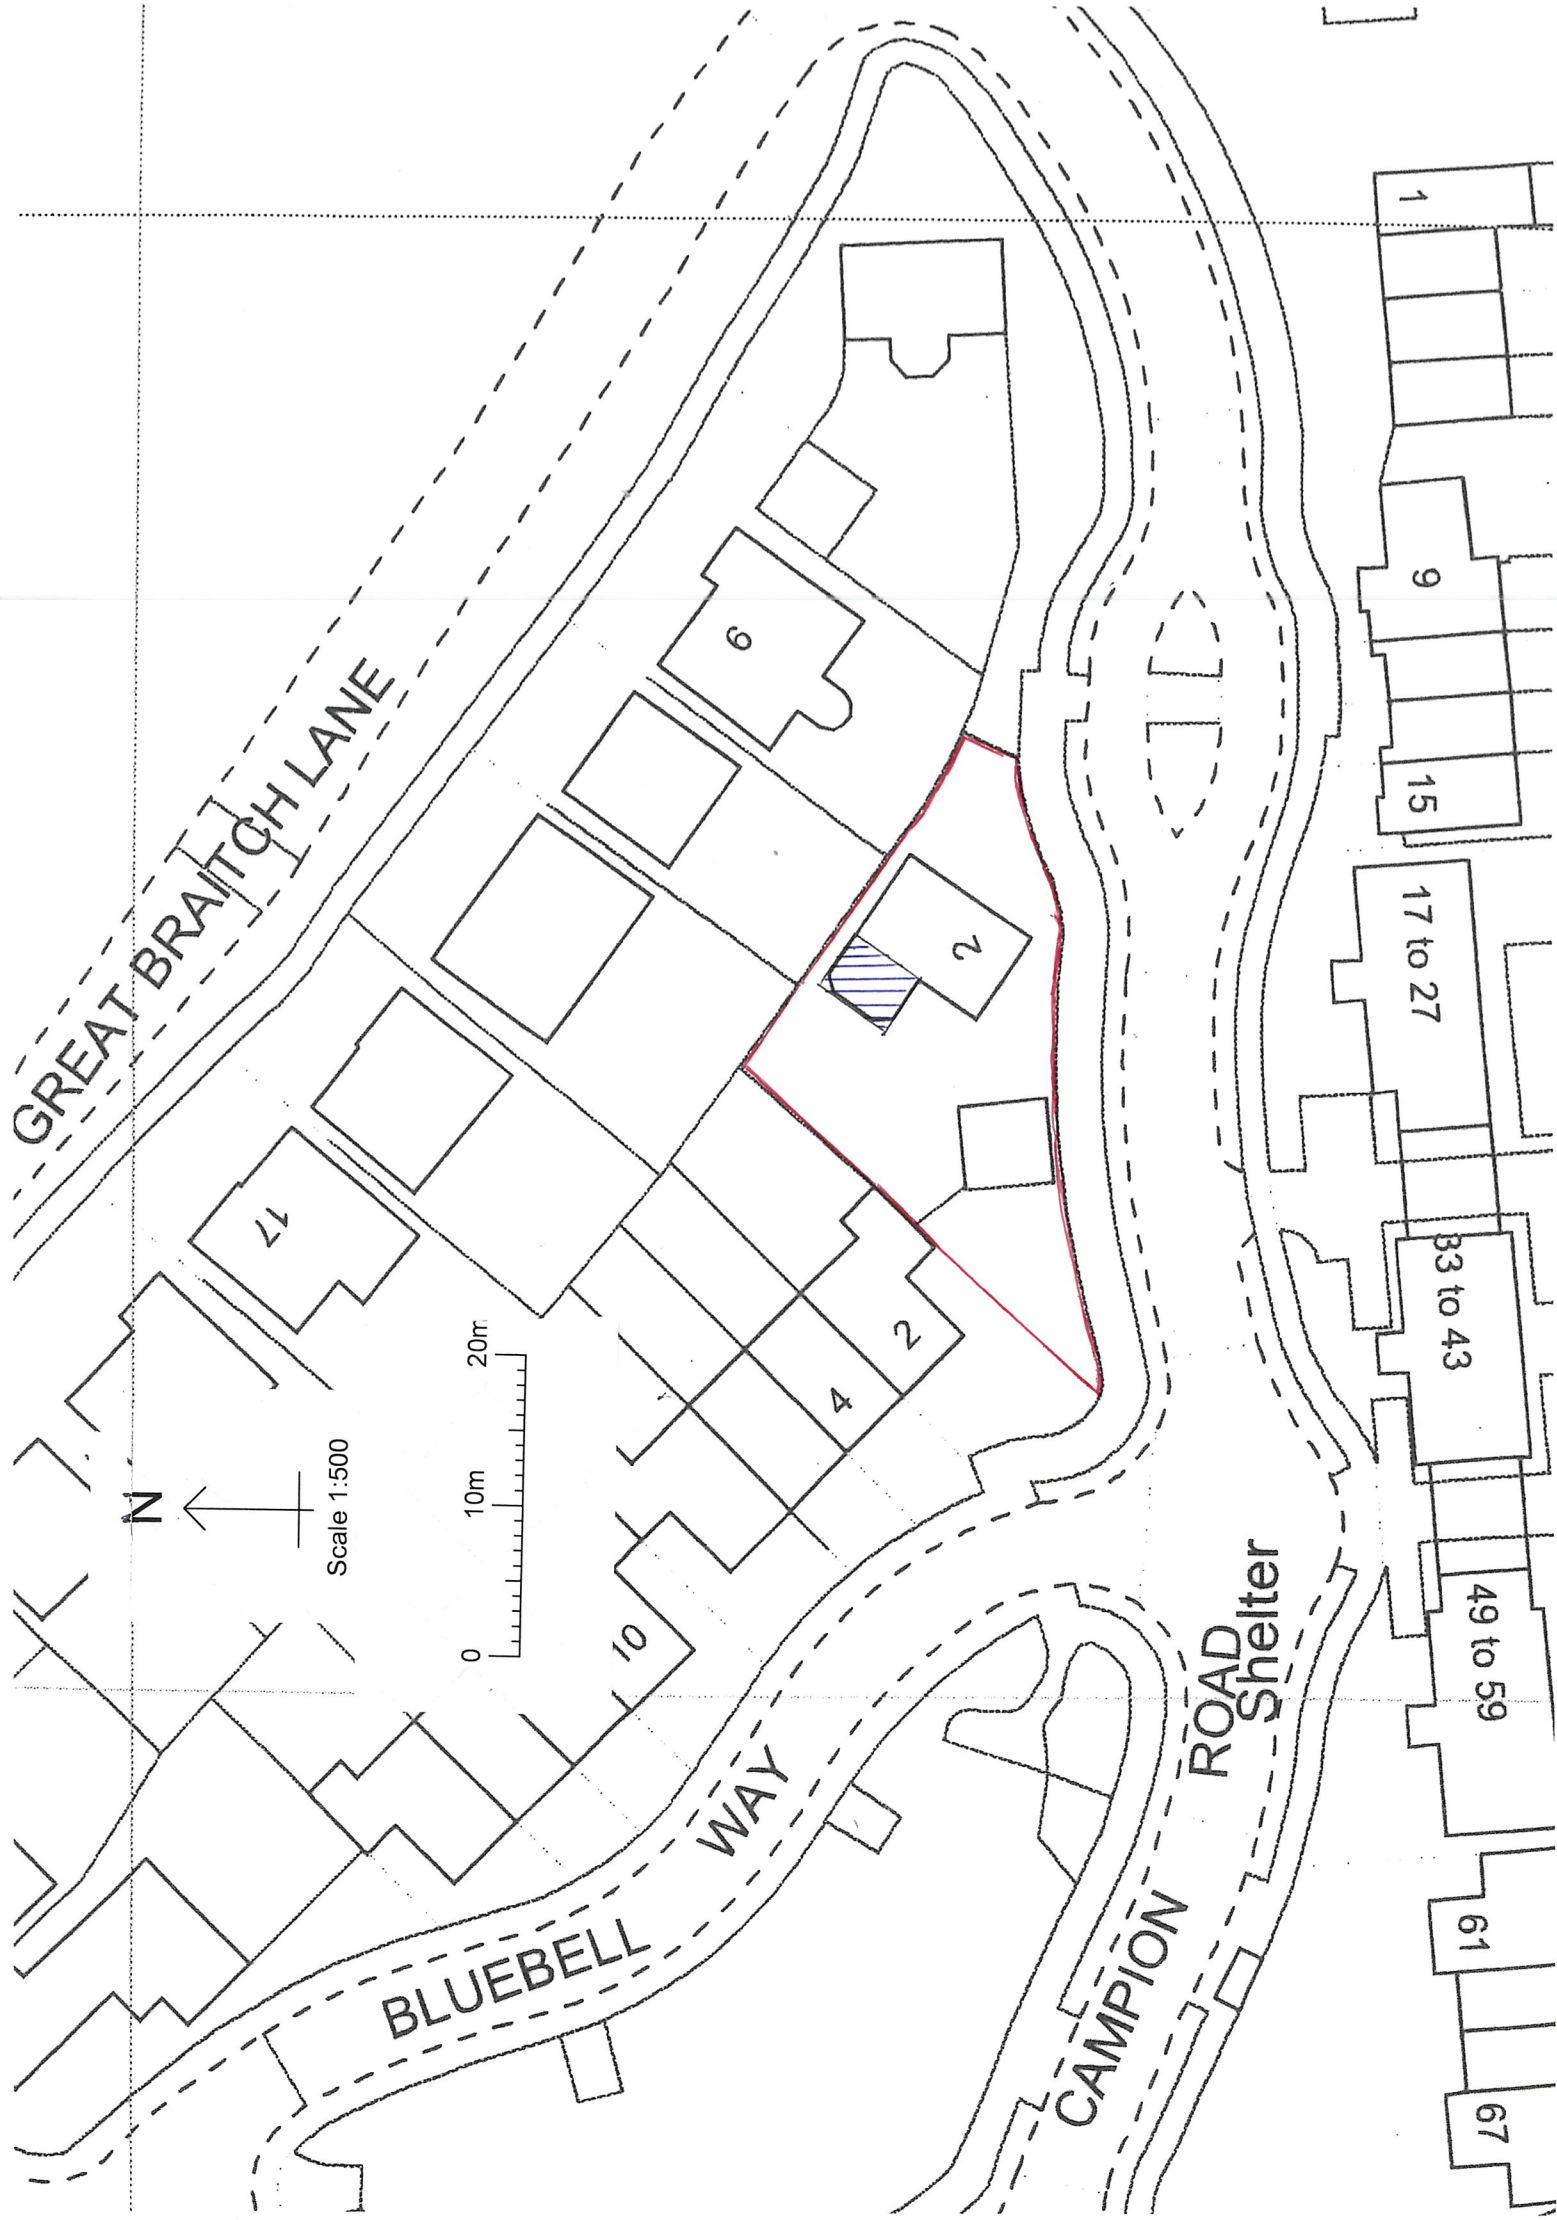 1
9
15
17 to 27
33 to 43
49 to 59
61
67
GREAT BRAITCH LANE
9
2
17
2
4
10
N
Scale 1:500
0 10m 20m
BLUEBELL
WAY
CAMPION
ROAD
Shelter